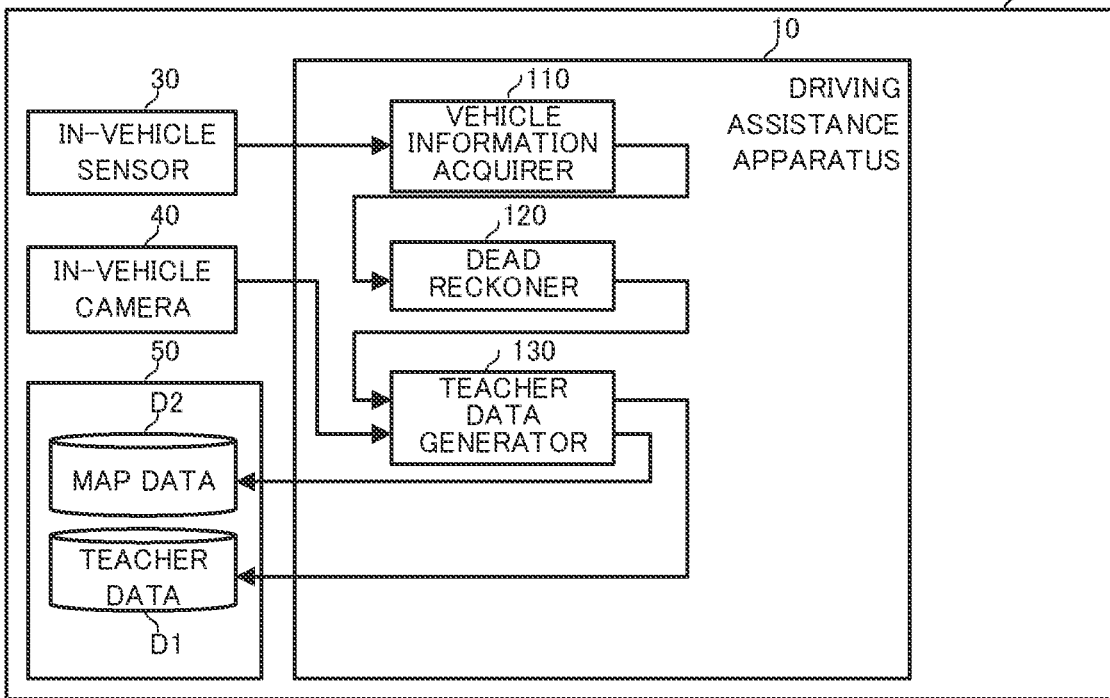 10
DRIVING
ASSISTANCE
APPARATUS
30
IN-VEHICLE
SENSOR
110
VEHICLE
INFORMATION
ACQUIRER
40
IN-VEHICLE
CAMERA
120
DEAD
RECKONER
50
D2
MAP DATA
TEACHER
DATA
D1
130
TEACHER
DATA
GENERATOR